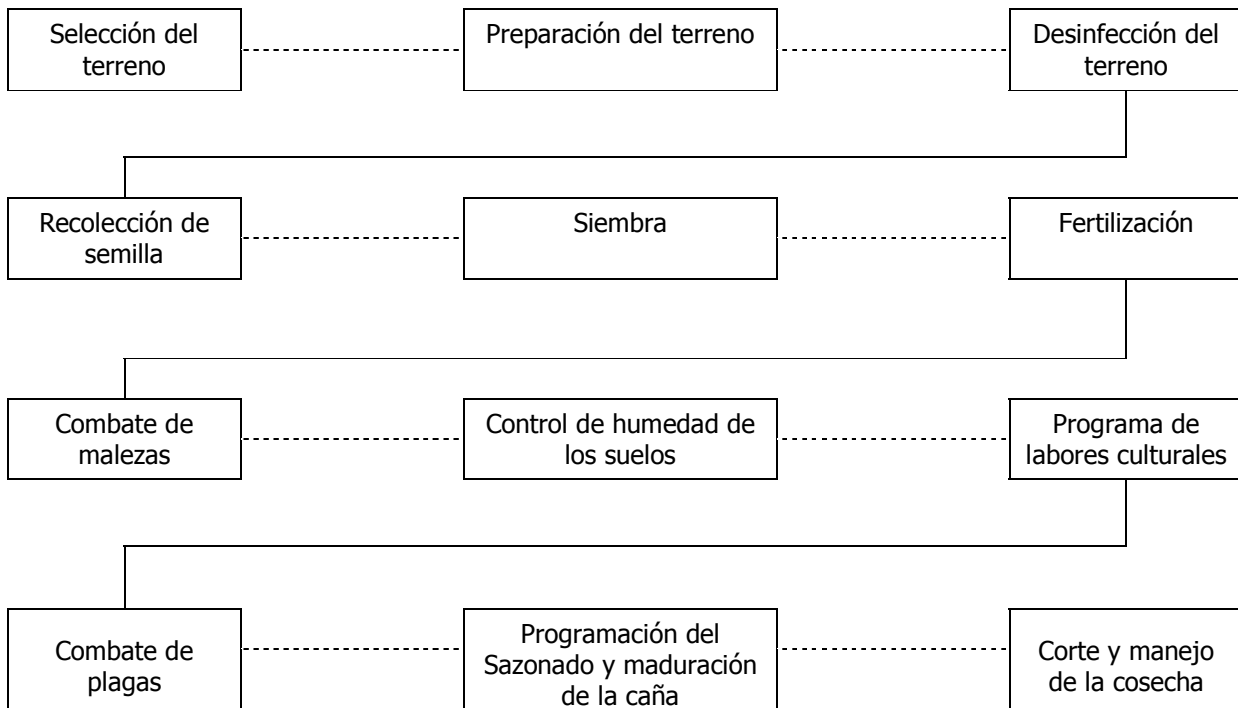 Selección del
terreno
Preparación del terreno
Desinfección del
terreno
Recolección de
semilla
Siembra
Fertilización
Combate de
malezas
Control de humedad de
los suelos
Programa de
labores culturales
Combate de
plagas
Programación del
Sazonado y maduración
de la caña
Corte y manejo
de la cosecha